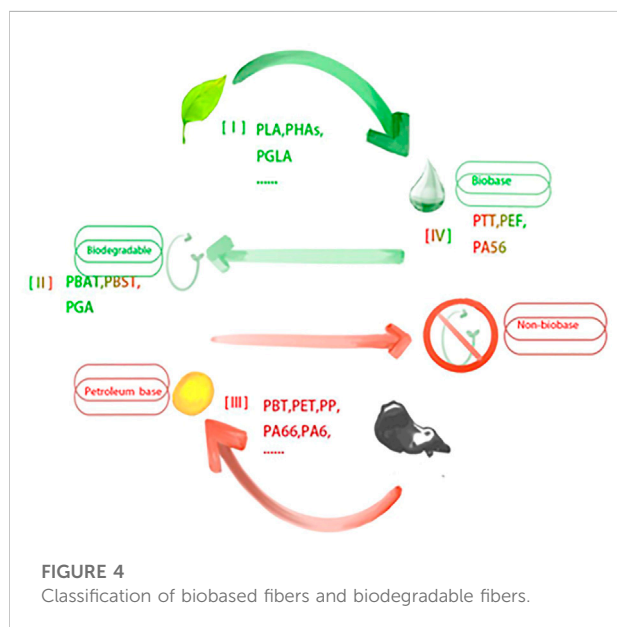 [ I ] PLA,PHAs,
PGLA
......
Biobase
PTT,PEF,
[IV]
PA56
Biodegradable
[II] PBAT,PBST,
PGA
Non-biobase
Petroleum base
[III] PBT,PET,PP,
PA66,PA6,
......
FIGURE 4
Classification of biobased fibers and biodegradable fibers.